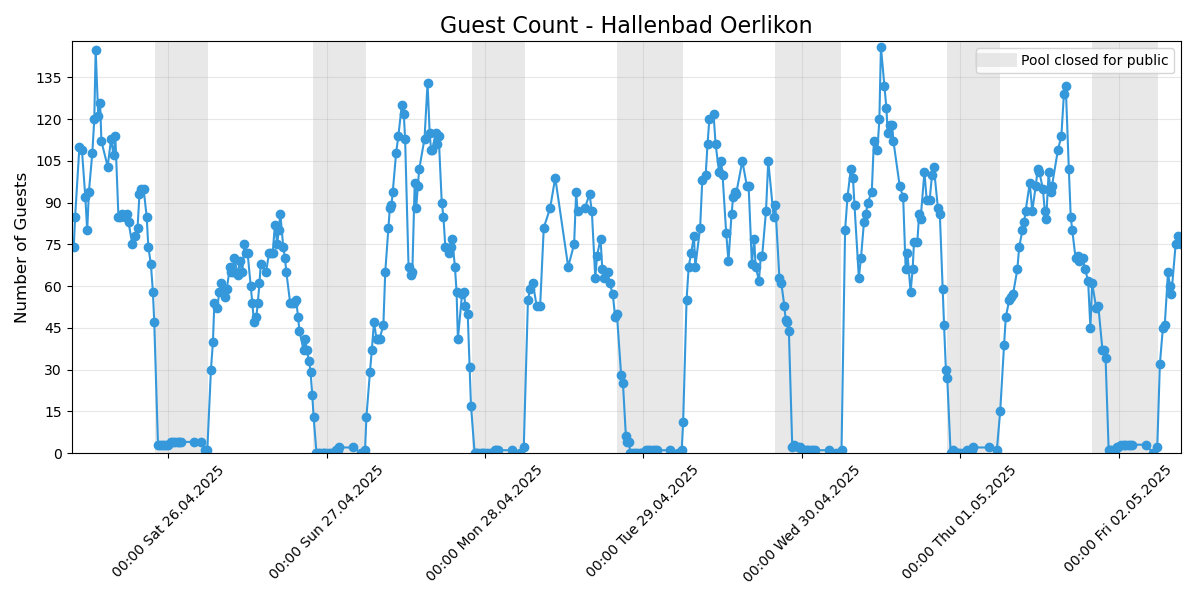 Guest Count - Hallenbad Oerlikon
Pool closed for public
Number of Guests
135
120
105
90
75
60
45
30
15
0
00:00 Sat 26.04.2025
00:00 Sun 27.04.2025
00:00 Mon 28.04.2025
00:00 Tue 29.04.2025
00:00 Wed 30.04.2025
00:00 Thu 01.05.2025
00:00 Fri 02.05.2025